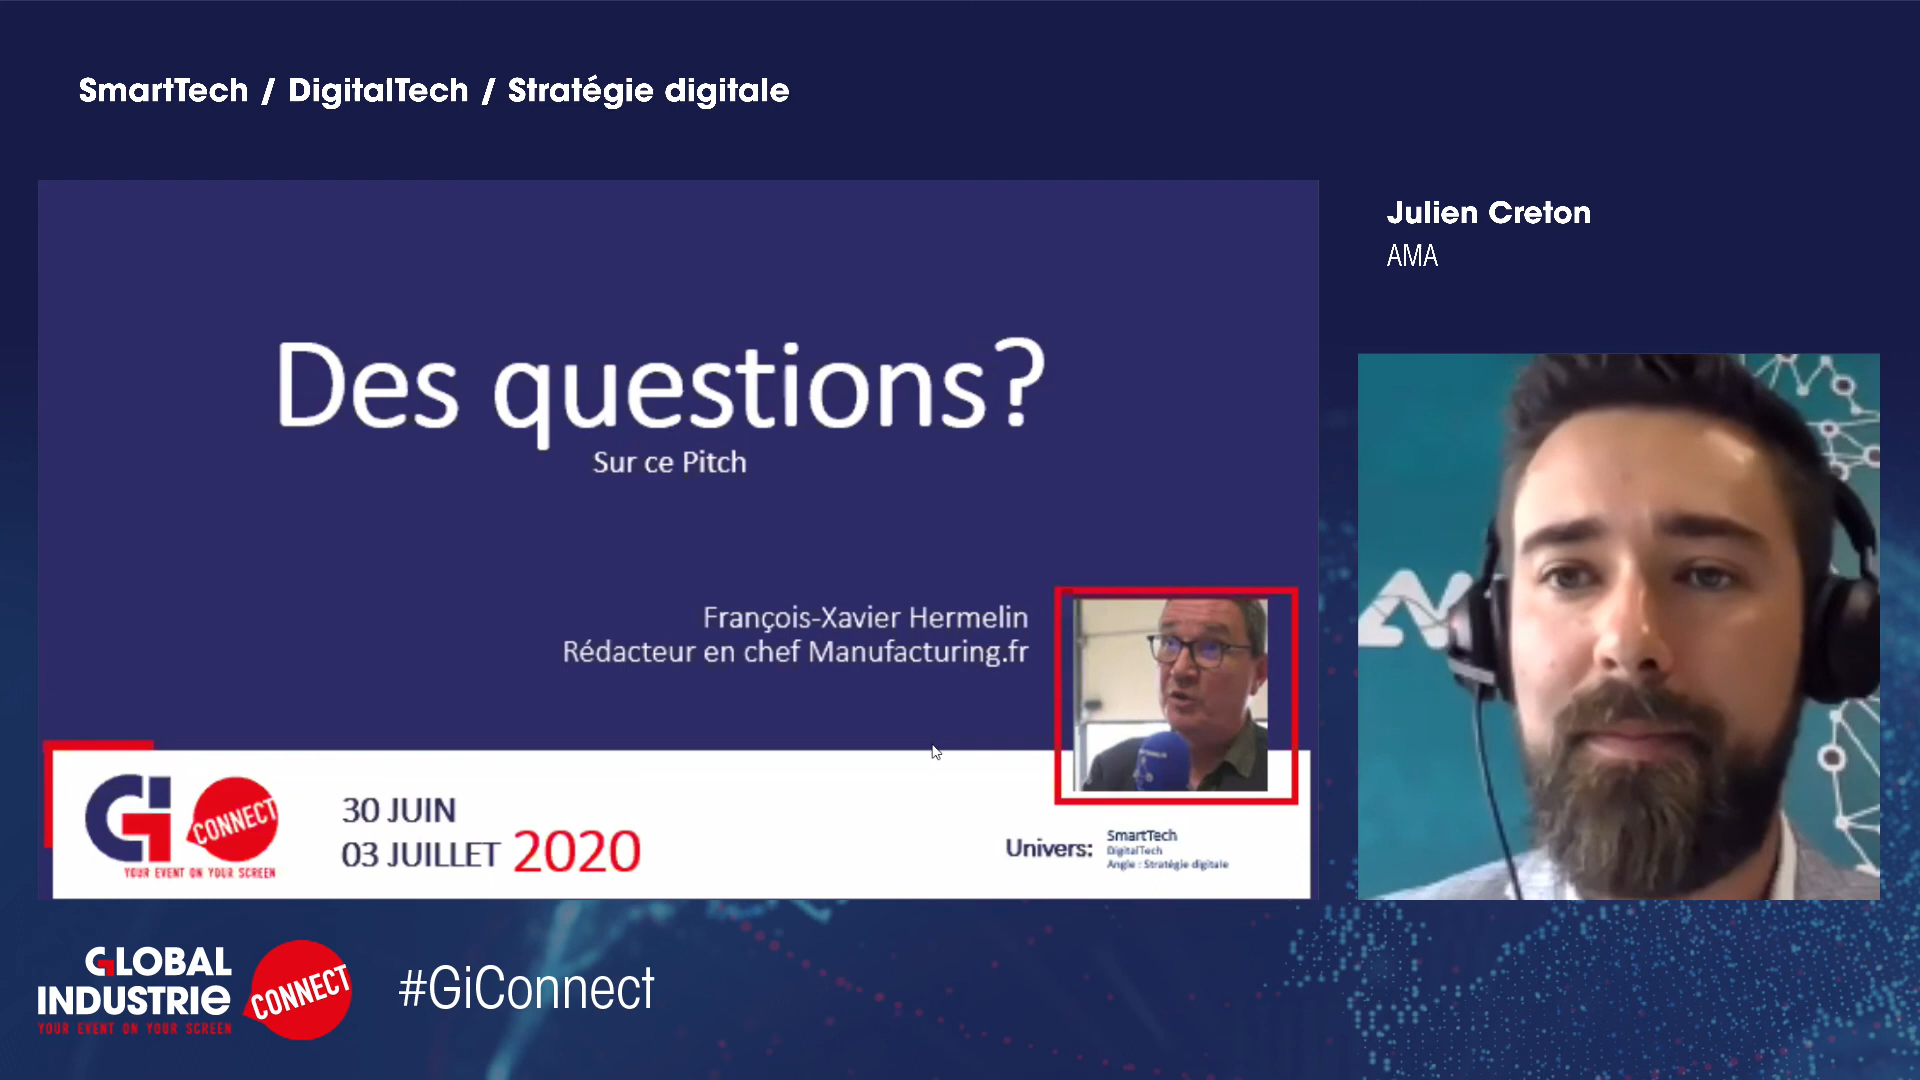 SmartTech / DigitalTech / Stratégie digitale
Julien Creton
AMA
Des questions?
Sur ce Pitch
François-Xavier Hermelin
Rédacteur en chef Manufacturing.fr
GI CONNECT
YOUR EVENT ON YOUR SCREEN
30 JUIN
03 JUILLET 2020
Univers:
SmartTech
DigitalTech
Angle : Stratégie digitale
GLOBAL
INDUSTRIE
CONNECT
YOUR EVENT ON YOUR SCREEN
#GiConnect